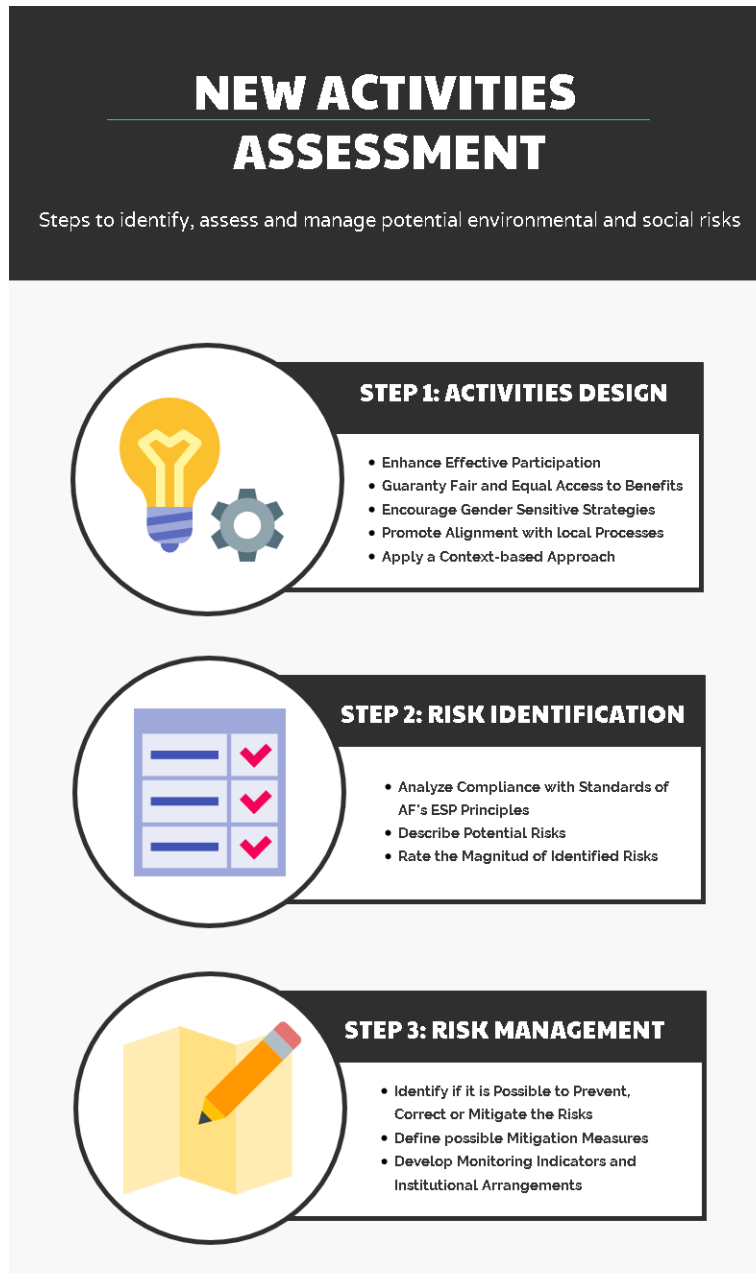 NEW ACTIVITIES
ASSESSMENT
Steps to identify, assess and manage potential environmental and social risks
STEP 1: ACTIVITIES DESIGN
• Enhance Effective Participation
• Guaranty Fair and Equal Access to Benefits
• Encourage Gender Sensitive Strategies
• Promote Alignment with local Processes
• Apply a Context-based Approach
STEP 2: RISK IDENTIFICATION
• Analyze Compliance with Standards of
AF's ESP Principles
• Describe Potential Risks
• Rate the Magnitud of Identified Risks
STEP 3: RISK MANAGEMENT
• Identify if it is Possible to Prevent,
Correct or Mitigate the Risks
• Define possible Mitigation Measures
• Develop Monitoring Indicators and
Institutional Arrangements